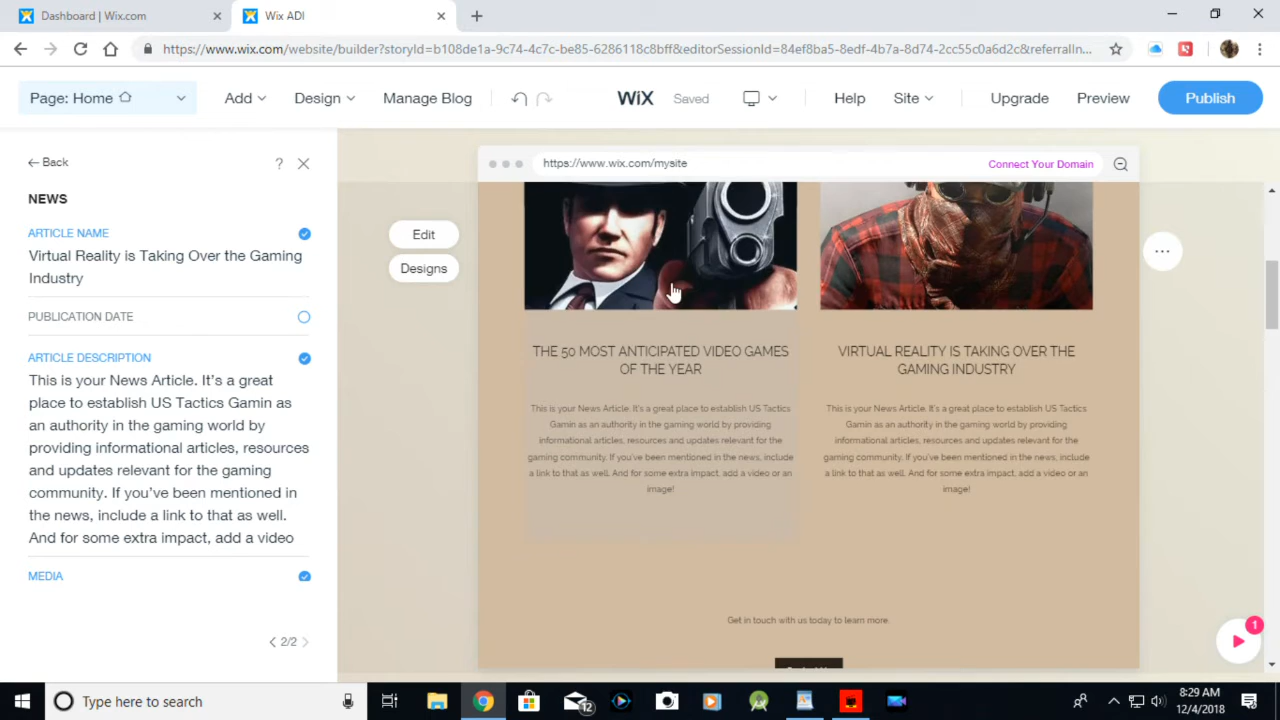 Dashboard | Wix.com
Wix ADI
https://www.wix.com/website/builder?storyId=b108de1a-9c74-4c7c-be85-6286118c8bff&editorSessionId=84ef8ba5-8edf-4b7a-8d74-2cc55c0a6d2c&referralIn...
Page: Home
Add
Design
Manage Blog
WiX
Saved
Help
Site
Upgrade
Preview
Publish
Back
?
NEWS
ARTICLE NAME
Virtual Reality is Taking Over the Gaming
Industry
PUBLICATION DATE
ARTICLE DESCRIPTION
This is your News Article. It's a great
place to establish US Tactics Gamin as
an authority in the gaming world by
providing informational articles, resources
and updates relevant for the gaming
community. If you've been mentioned in
the news, include a link to that as well.
And for some extra impact, add a video
MEDIA
2/2
https://www.wix.com/mysite
Connect Your Domain
Edit
Designs
THE 50 MOST ANTICIPATED VIDEO GAMES
OF THE YEAR
This is your News Article. It's a great place to establish US Tactics
Gamin as an authority in the gaming world by providing
informational articles, resources and updates relevant for the
gaming community. If you've been mentioned in the news, include
a link to that as well. And for some extra impact, add a video or an
image!
VIRTUAL REALITY IS TAKING OVER THE
GAMING INDUSTRY
This is your News Article. It's a great place to establish US Tactics
Gamin as an authority in the gaming world by providing
informational articles, resources and updates relevant for the
gaming community. If you've been mentioned in the news, include
a link to that as well. And for some extra impact, add a video or an
image!
Get in touch with us today to learn more.
1
Type here to search
12
8:29 AM
12/4/2018